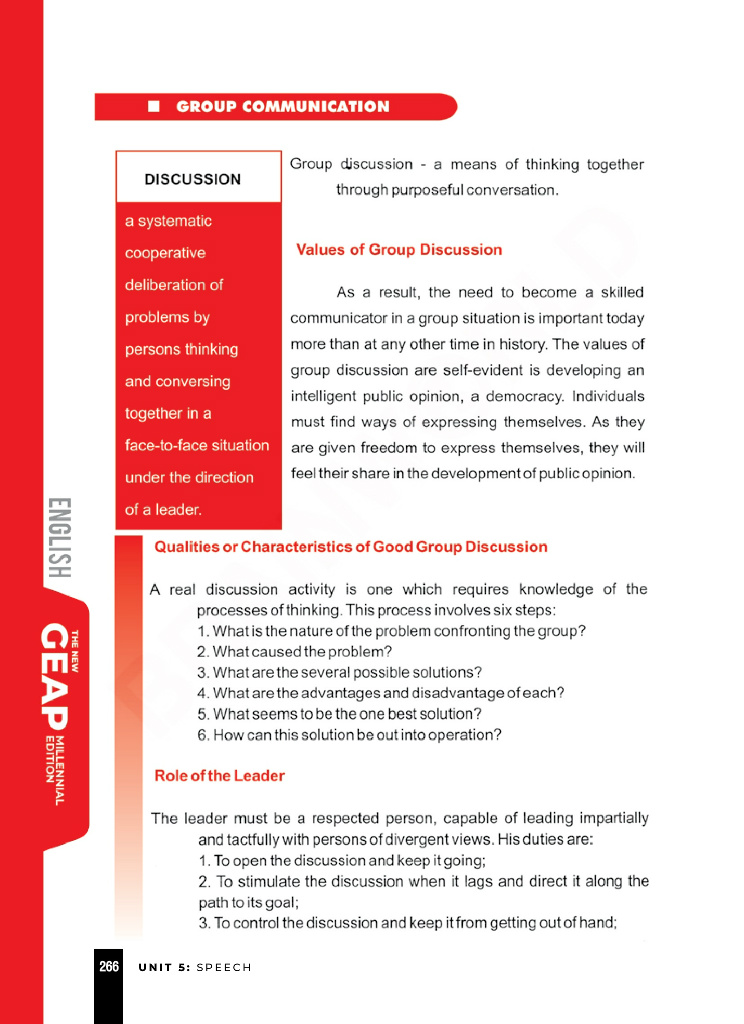 ■ GROUP COMMUNICATION
DISCUSSION
a systematic
cooperative
deliberation of
problems by
persons thinking
and conversing
together in a
face-to-face situation
under the direction
of a leader.
Group discussion - a means of thinking together
through purposeful conversation.
Values of Group Discussion
As a result, the need to become a skilled
communicator in a group situation is important today
more than at any other time in history. The values of
group discussion are self-evident is developing an
intelligent public opinion, a democracy. Individuals
must find ways of expressing themselves. As they
are given freedom to express themselves, they will
feel their share in the development of public opinion.
Qualities or Characteristics of Good Group Discussion
A real discussion activity is one which requires knowledge of the
processes of thinking. This process involves six steps:
1. What is the nature of the problem confronting the group?
2. What caused the problem?
3. What are the several possible solutions?
4. What are the advantages and disadvantage of each?
5. What seems to be the one best solution?
6. How can this solution be out into operation?
Role of the Leader
The leader must be a respected person, capable of leading impartially
and tactfully with persons of divergent views. His duties are:
1. To open the discussion and keep it going;
2. To stimulate the discussion when it lags and direct it along the
path to its goal;
3. To control the discussion and keep it from getting out of hand;
ENGLISH
THE NEW
GEAP
MILLENNIAL
EDITION
266
UNIT 5: SPEECH